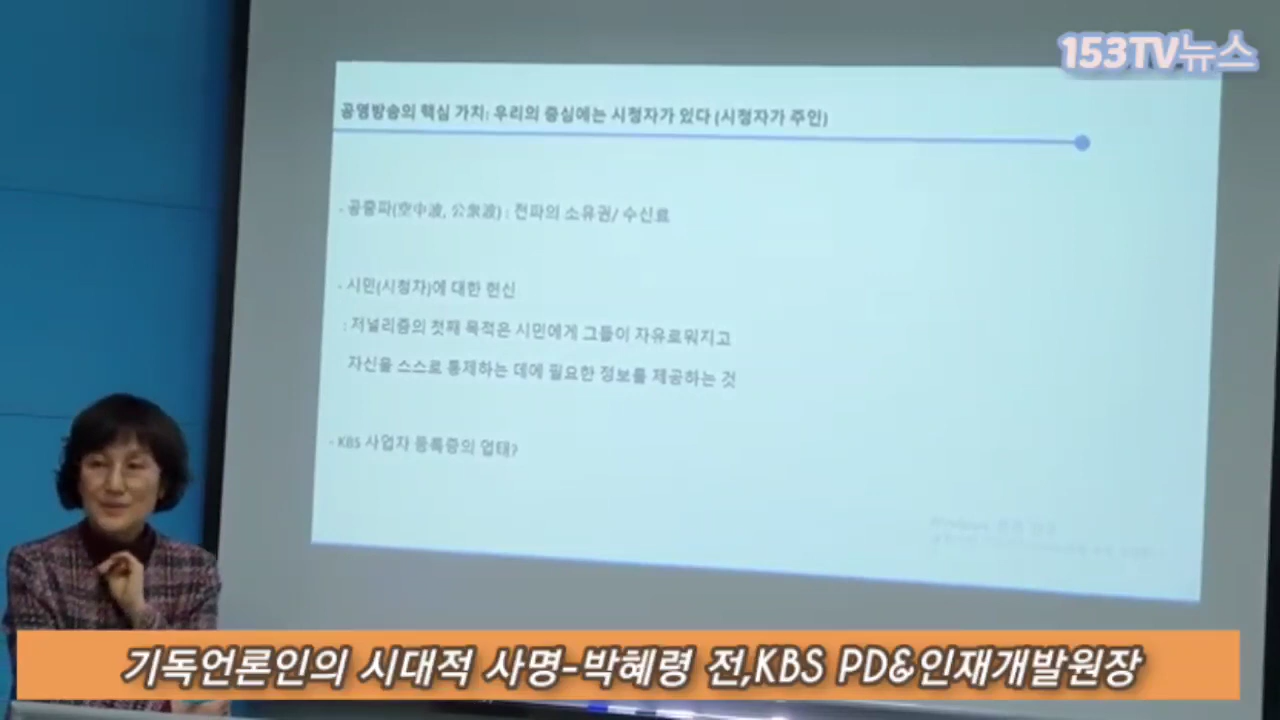 153TV뉴스
공영방송의 핵심 가치: 우리의 중심에는 시청자가 있다 (시청자가 주인)
- 공중파(空中波, 公衆波) : 전파의 소유권/ 수신료
- 시민(시청자)에 대한 헌신
: 저널리즘의 첫째 목적은 시민에게 그들이 자유로워지고
자신을 스스로 통제하는 데에 필요한 정보를 제공하는 것
- KBS 사업자 등록증의 업태?
Windows 정품 인증
기독언론인의 시대적 사명-박혜령 전,KBS PD&인재개발원장